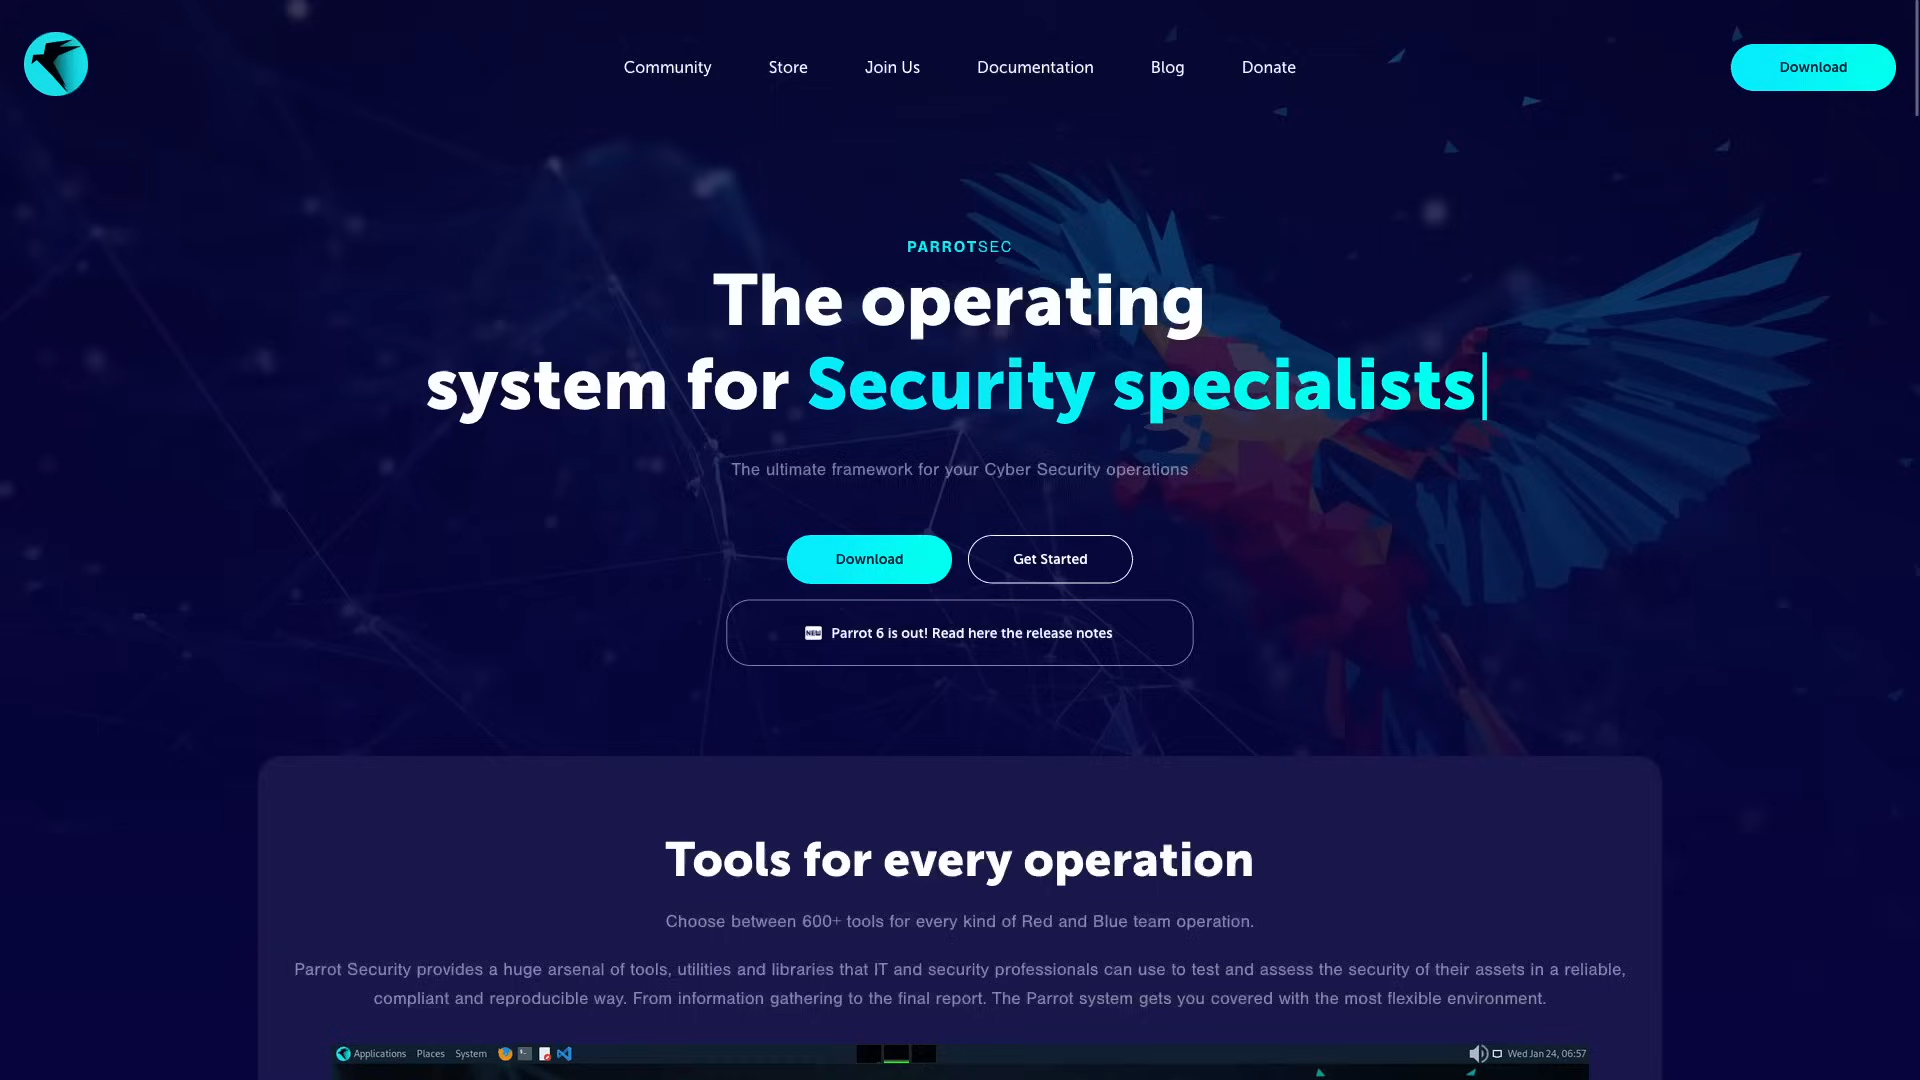 Community
Store
Join Us
Documentation
Blog
Donate
Download
PARROTSEC
The operating
system for Security specialists
The ultimate framework for your Cyber Security operations
Download
Get Started
NEW Parrot 6 is out! Read here the release notes
Tools for every operation
Choose between 600+ tools for every kind of Red and Blue team operation.
Parrot Security provides a huge arsenal of tools, utilities and libraries that IT and security professionals can use to test and assess the security of their assets in a reliable,
compliant and reproducible way. From information gathering to the final report. The Parrot system gets you covered with the most flexible environment.
Applications Places System
Wed Jan 24, 06:57